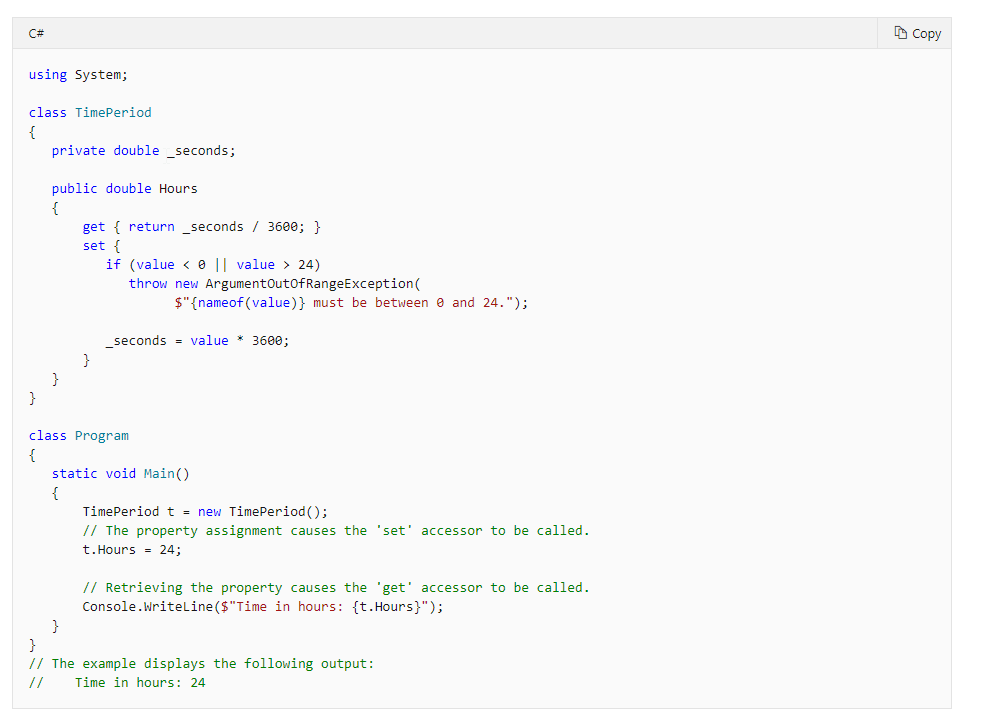 C#
Copy
using System;
class TimePeriod
{
   private double _seconds;
   public double Hours
   {
       get { return _seconds / 3600; }
       set {
          if (value < 0 || value > 24)
             throw new ArgumentOutOfRangeException(
                   $"{nameof(value)} must be between 0 and 24.");
          _seconds = value * 3600;
       }
   }
}
class Program
{
   static void Main()
   {
       TimePeriod t = new TimePeriod();
       // The property assignment causes the 'set' accessor to be called.
       t.Hours = 24;
       // Retrieving the property causes the 'get' accessor to be called.
       Console.WriteLine($"Time in hours: {t.Hours}");
   }
}
// The example displays the following output:
//    Time in hours: 24